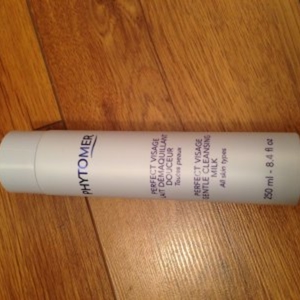 PHYTOMER
PERFECT VISAGE
LAIT DÉMAQUILLANT
DOUCEUR
Toutes peaux
PERFECT VISAGE
GENTLE CLEANSING
MILK
All skin types
250 ml - 8.4 fl oz